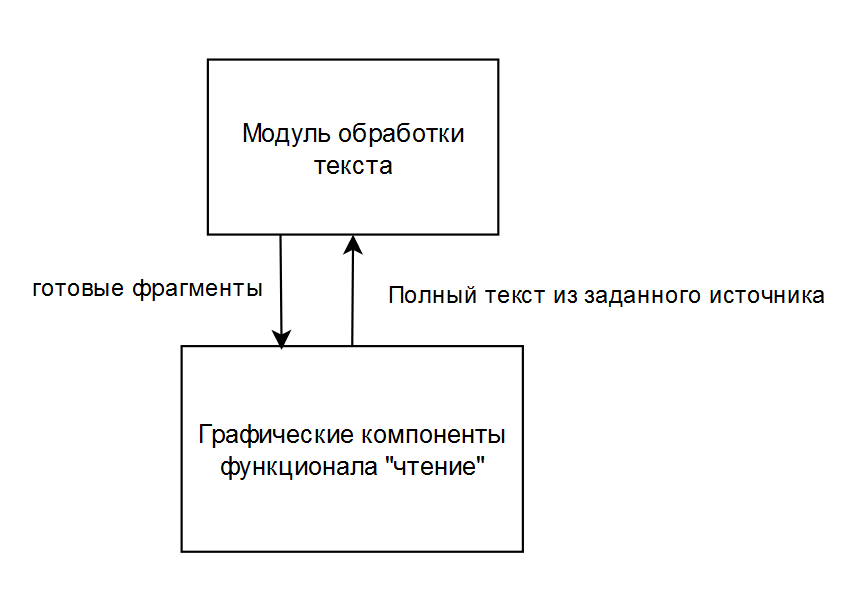 Модуль обработки
текста
готовые фрагменты
Полный текст из заданного источника
Графические компоненты
функционала "чтение"